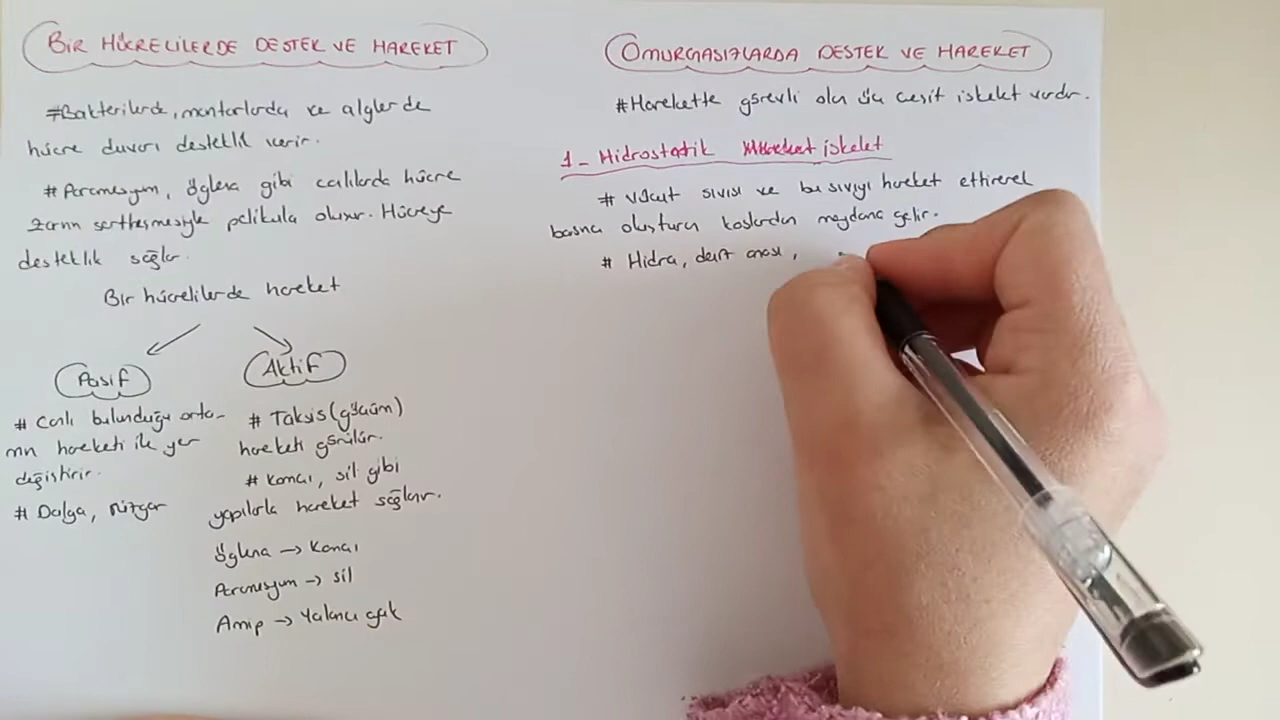 BİR HÜCRELİLERDE DESTEK VE HAREKET
#Bakterilerde, mantarlarda ve alglerde
hücre duvarı desteklik verir.
# Paramesyum, Öglena gibi canlılarda hücre
zarının sertleşmesiyle pelikula oluşur. Hücreye
desteklik sağlar.
Bir hücrelilerde hareket
Pasif
# Canlı bulunduğu orta-
mın hareketi ile yer
değiştirir.
# Dalga, rüzgar
Aktif
# Taksis (göçüm)
hareketi görülür.
# Kamçı, sil gibi
yapılarla hareket sağlanır.
Öglena → Kamçı
Paramesyum → sil
Amip → Yalancı ayak
OMURGASIZLARDA DESTEK VE HAREKET
#Harekette görevli olan üç çeşit iskelet vardır.
1- Hidrostatik iskelet
# Vücut sıvısı ve bu sıvıyı hareket ettirerek
basınç oluşturan kaslardan meydana gelir.
# Hidra, deniz anası,